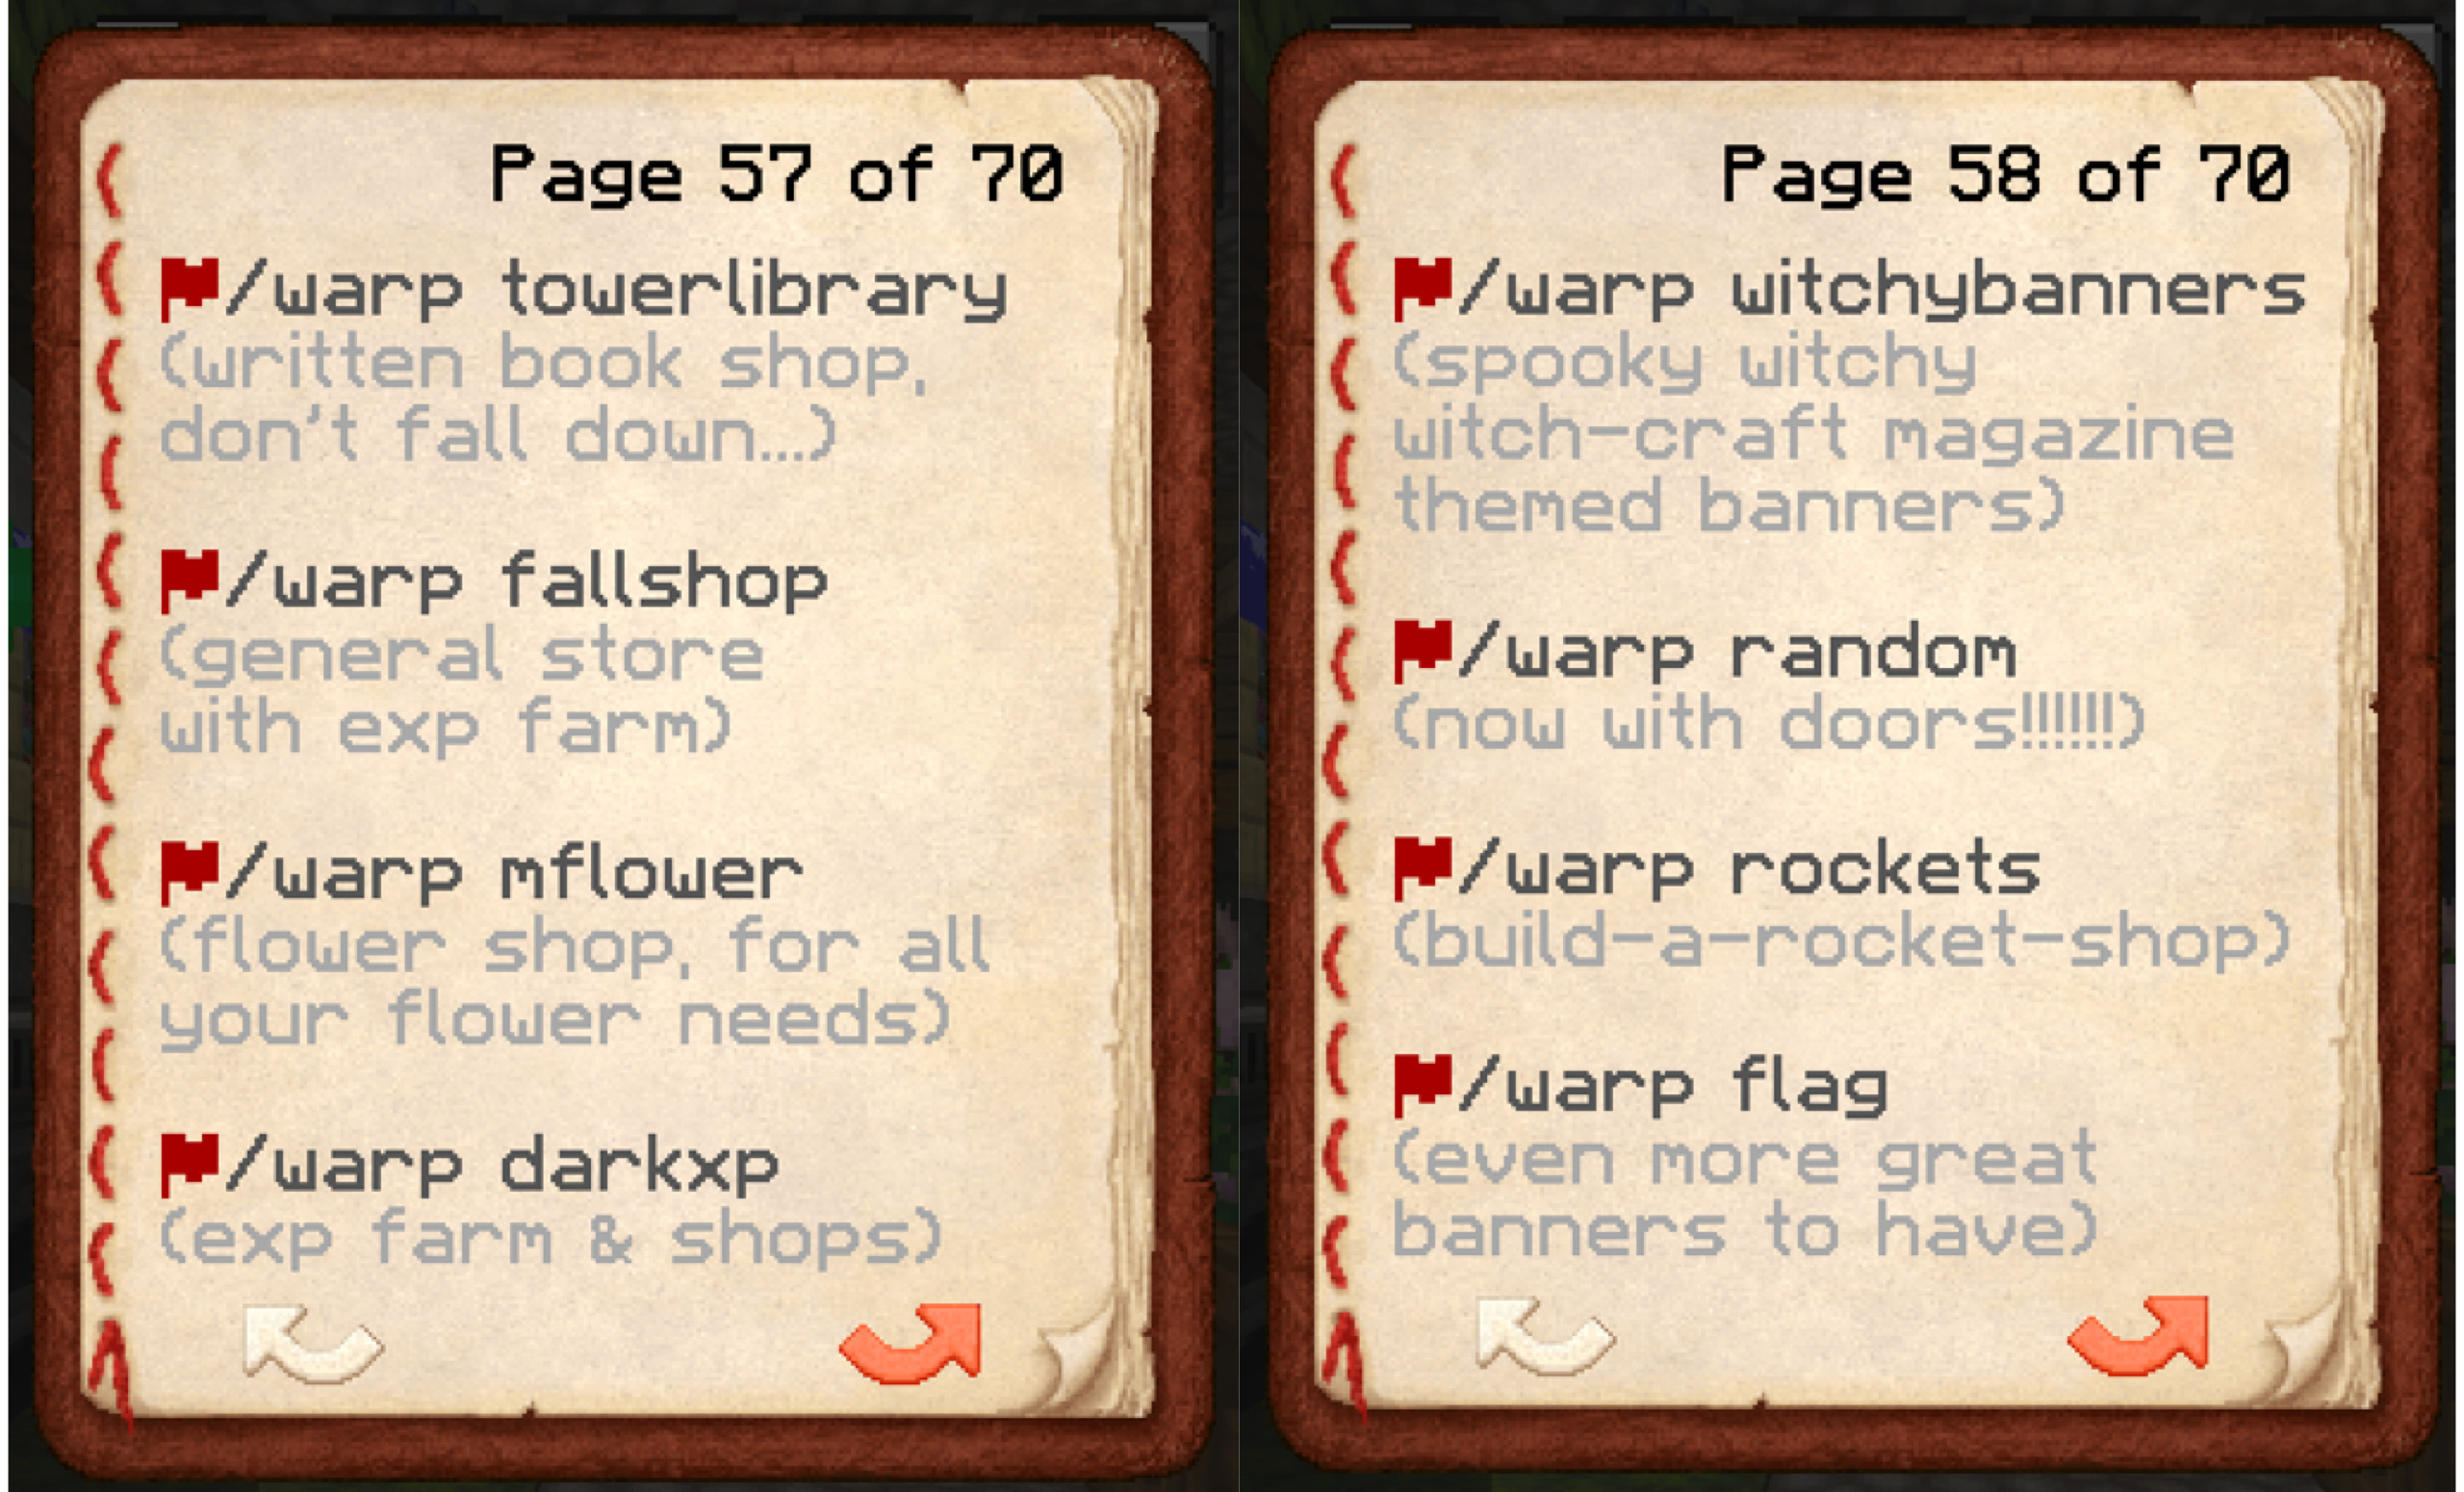 Page 57 of 70
/warp towerlibrary
(written book shop,
don't fall down...)
/warp fallshop
(general store
with exp farm)
/warp mflower
(flower shop, for all
your flower needs)
/warp darkxp
(exp farm & shops)
Page 58 of 70
/warp witchybanners
(spooky witchy
witch-craft magazine
themed banners)
/warp random
(now with doors!!!!!!)
/warp rockets
(build-a-rocket-shop)
/warp flag
(even more great
banners to have)